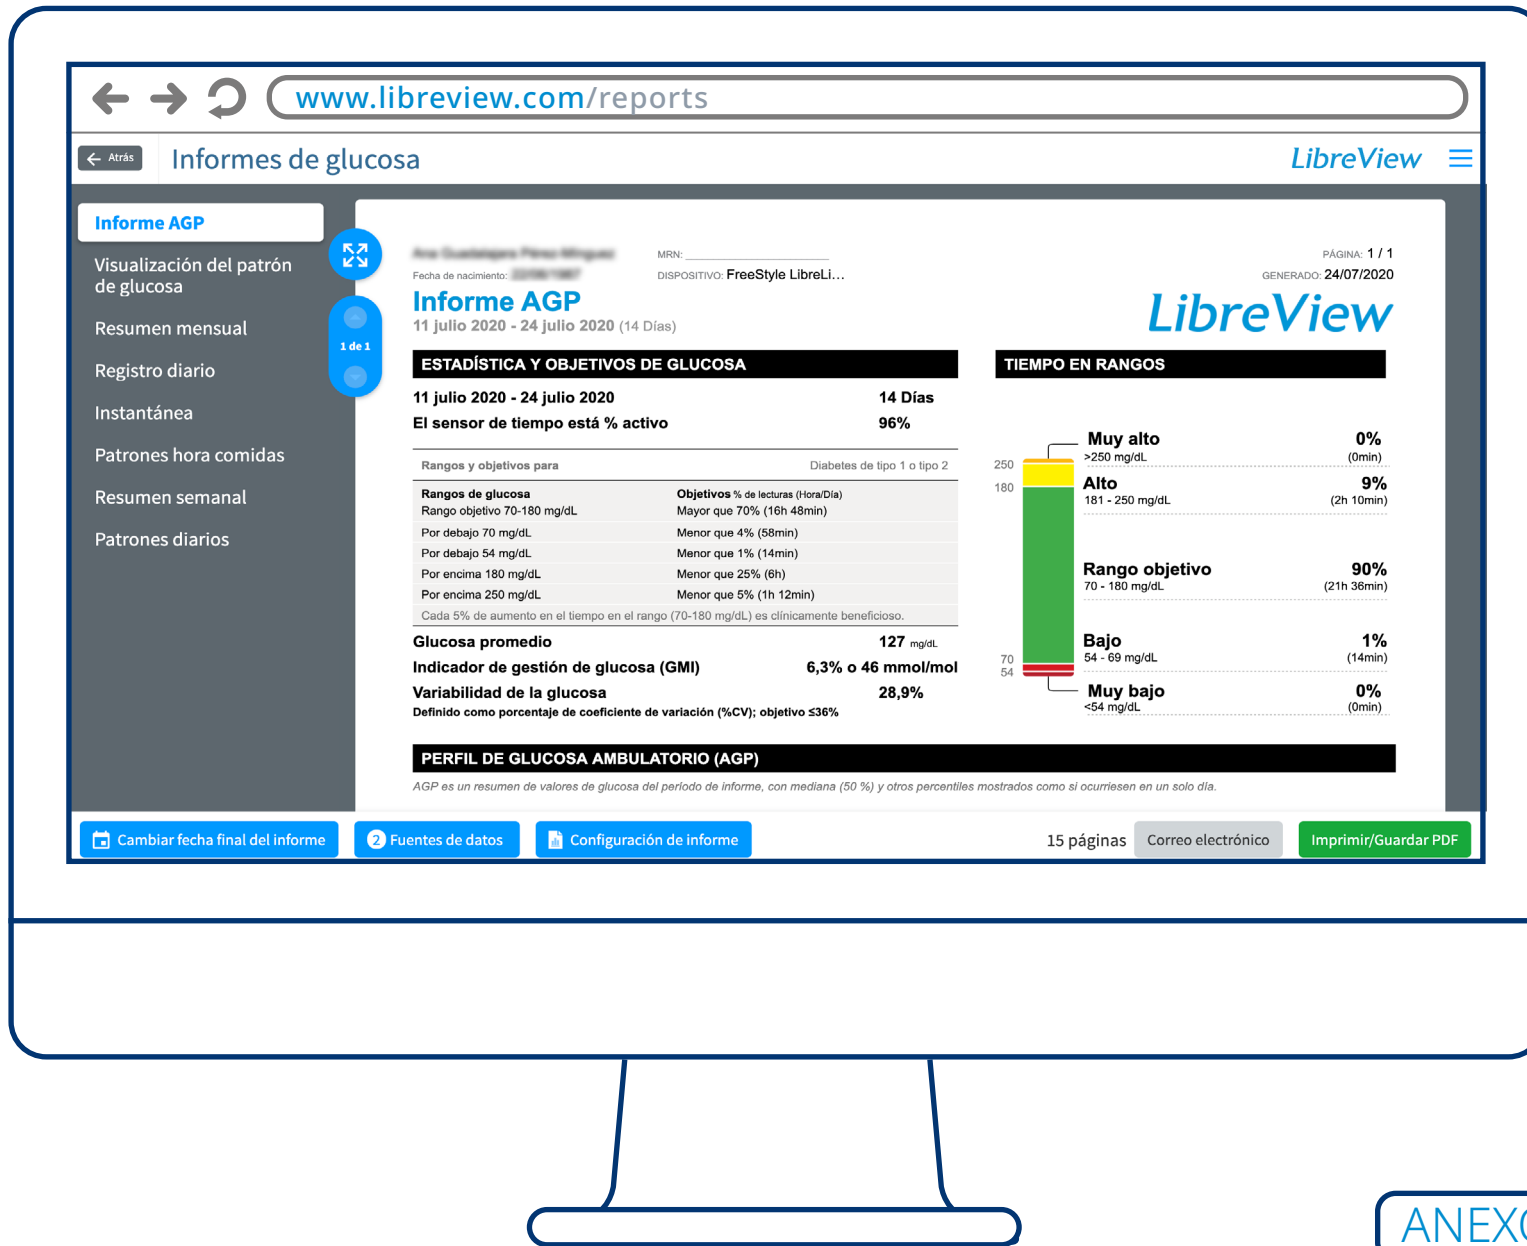 www.libreview.com/reports
Atrás
Informes de glucosa
LibreView
Informe AGP
Visualización del patrón
de glucosa
Resumen mensual
Registro diario
Instantánea
Patrones hora comidas
Resumen semanal
Patrones diarios
1 de 1
MRN:
PÁGINA: 1 / 1
Fecha de nacimiento:
DISPOSITIVO: FreeStyle LibreLi...
GENERADO: 24/07/2020
Informe AGP
11 julio 2020 - 24 julio 2020 (14 Días)
LibreView
ESTADÍSTICA Y OBJETIVOS DE GLUCOSA
11 julio 2020 - 24 julio 2020 14 Días
El sensor de tiempo está % activo 96%
Rangos y objetivos para Diabetes de tipo 1 o tipo 2
Rangos de glucosa Objetivos % de lecturas (Hora/Día)
Rango objetivo 70-180 mg/dL Mayor que 70% (16h 48min)
Por debajo 70 mg/dL Menor que 4% (58min)
Por debajo 54 mg/dL Menor que 1% (14min)
Por encima 180 mg/dL Menor que 25% (6h)
Por encima 250 mg/dL Menor que 5% (1h 12min)
Cada 5% de aumento en el tiempo en el rango (70-180 mg/dL) es clínicamente beneficioso.
Glucosa promedio 127 mg/dL
Indicador de gestión de glucosa (GMI) 6,3% o 46 mmol/mol
Variabilidad de la glucosa 28,9%
Definido como porcentaje de coeficiente de variación (%CV); objetivo ≤36%
TIEMPO EN RANGOS
250
180
70
54
Muy alto 0%
>250 mg/dL (0min)
Alto 9%
181 - 250 mg/dL (2h 10min)
Rango objetivo 90%
70 - 180 mg/dL (21h 36min)
Bajo 1%
54 - 69 mg/dL (14min)
Muy bajo 0%
<54 mg/dL (0min)
PERFIL DE GLUCOSA AMBULATORIO (AGP)
AGP es un resumen de valores de glucosa del período de informe, con mediana (50 %) y otros percentiles mostrados como si ocurriesen en un solo día.
Cambiar fecha final del informe
2 Fuentes de datos
Configuración de informe
15 páginas
Correo electrónico
Imprimir/Guardar PDF
ANEXO